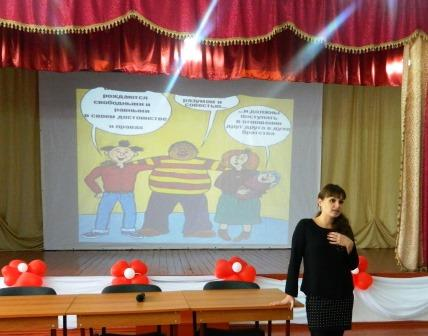 рождаются
свободными и
равными
в своем достоинстве
и правах
разумом и
совестью...
...и должны
поступать
в отношении
друг друга в духе
братства